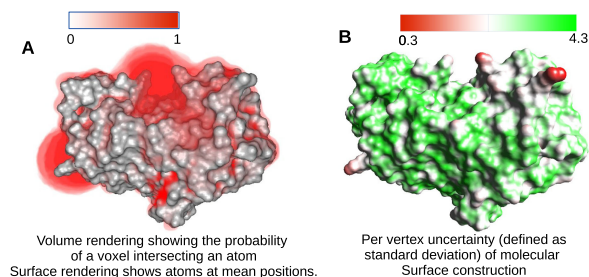 A
0
1
Volume rendering showing the probability
of a voxel intersecting an atom
Surface rendering shows atoms at mean positions.
B
0.3
4.3
Per vertex uncertainty (defined as
standard deviation) of molecular
Surface construction